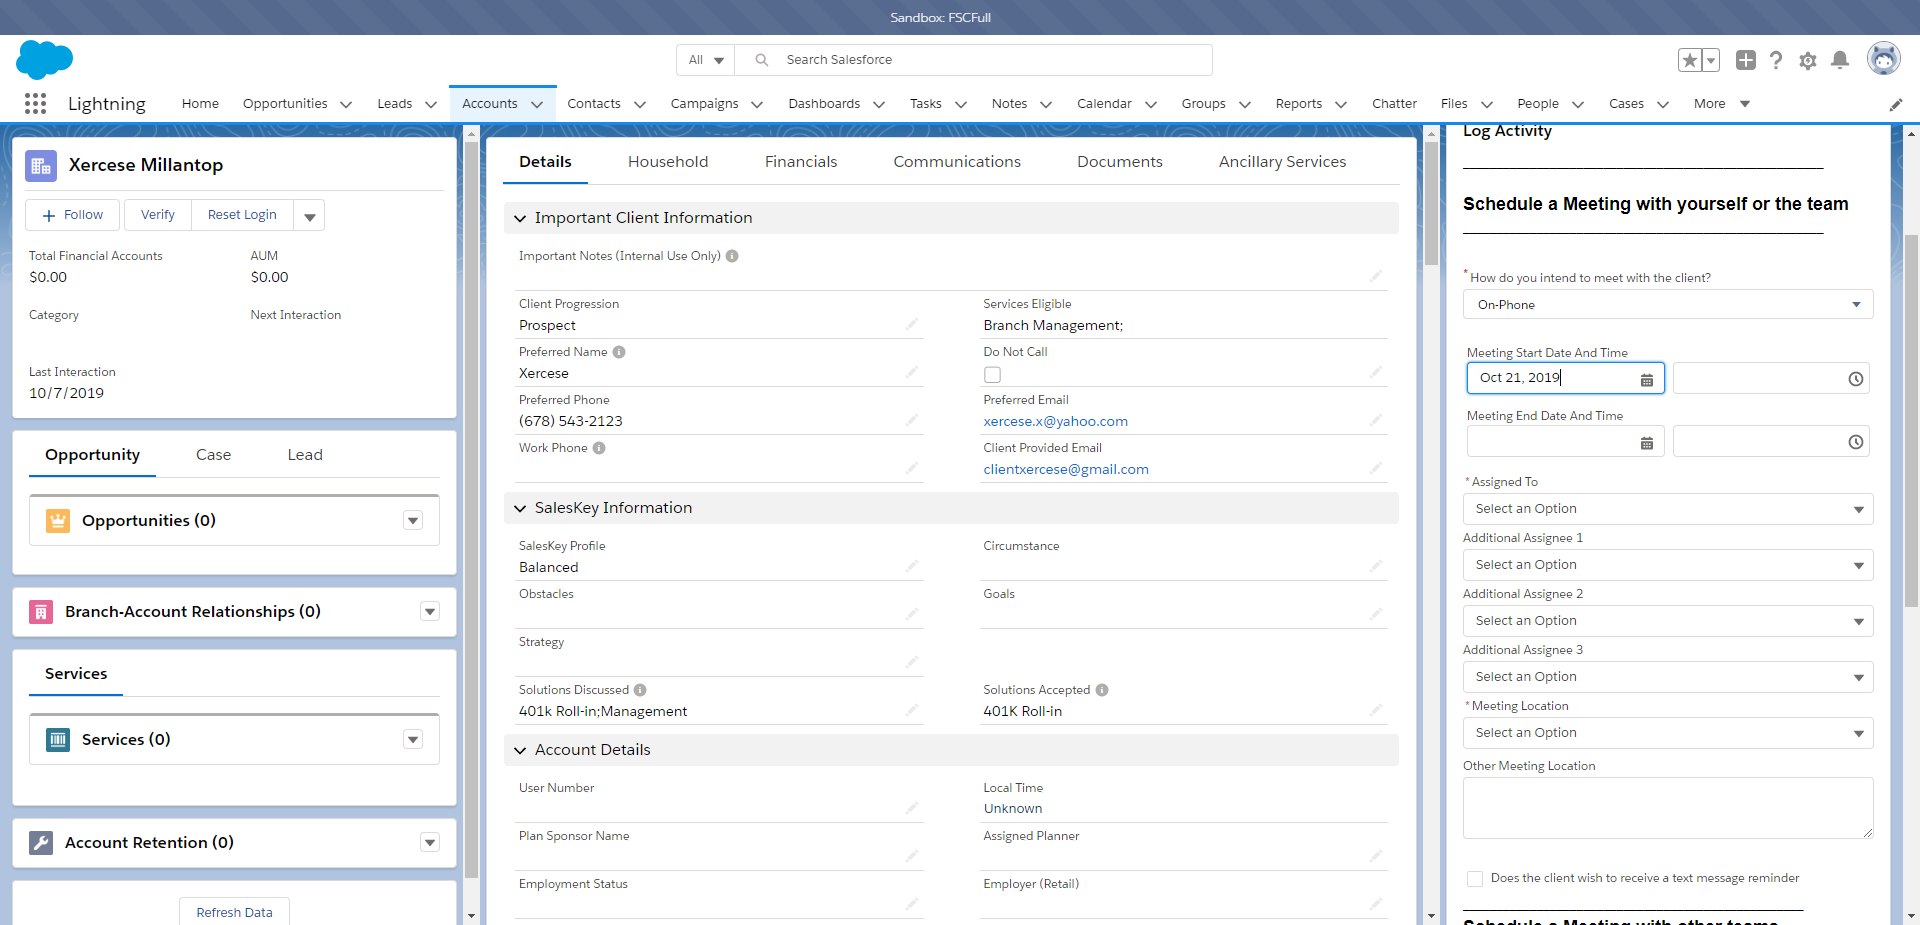 Sandbox: FSCFull
All
Search Salesforce
Lightning
Home
Opportunities
Leads
Accounts
Contacts
Campaigns
Dashboards
Tasks
Notes
Calendar
Groups
Reports
Chatter
Files
People
Cases
More
Xercese Millantop
Follow
Verify
Reset Login
Total Financial Accounts
AUM
$0.00
$0.00
Category
Next Interaction
Last Interaction
10/7/2019
Opportunity
Case
Lead
Opportunities (0)
Branch-Account Relationships (0)
Services
Services (0)
Account Retention (0)
Refresh Data
Details
Household
Financials
Communications
Documents
Ancillary Services
Important Client Information
Important Notes (Internal Use Only)
Client Progression
Services Eligible
Prospect
Branch Management;
Preferred Name
Do Not Call
Xercese
Preferred Phone
Preferred Email
(678) 543-2123
xercese.x@yahoo.com
Work Phone
Client Provided Email
clientxercese@gmail.com
SalesKey Information
SalesKey Profile
Circumstance
Balanced
Obstacles
Goals
Strategy
Solutions Discussed
Solutions Accepted
401k Roll-in;Management
401K Roll-in
Account Details
User Number
Local Time
Unknown
Plan Sponsor Name
Assigned Planner
Employment Status
Employer (Retail)
Log Activity
Schedule a Meeting with yourself or the team
*How do you intend to meet with the client?
On-Phone
Meeting Start Date And Time
Oct 21, 2019
Meeting End Date And Time
*Assigned To
Select an Option
Additional Assignee 1
Select an Option
Additional Assignee 2
Select an Option
Additional Assignee 3
Select an Option
*Meeting Location
Select an Option
Other Meeting Location
Does the client wish to receive a text message reminder
Schedule a Meeting with other teams